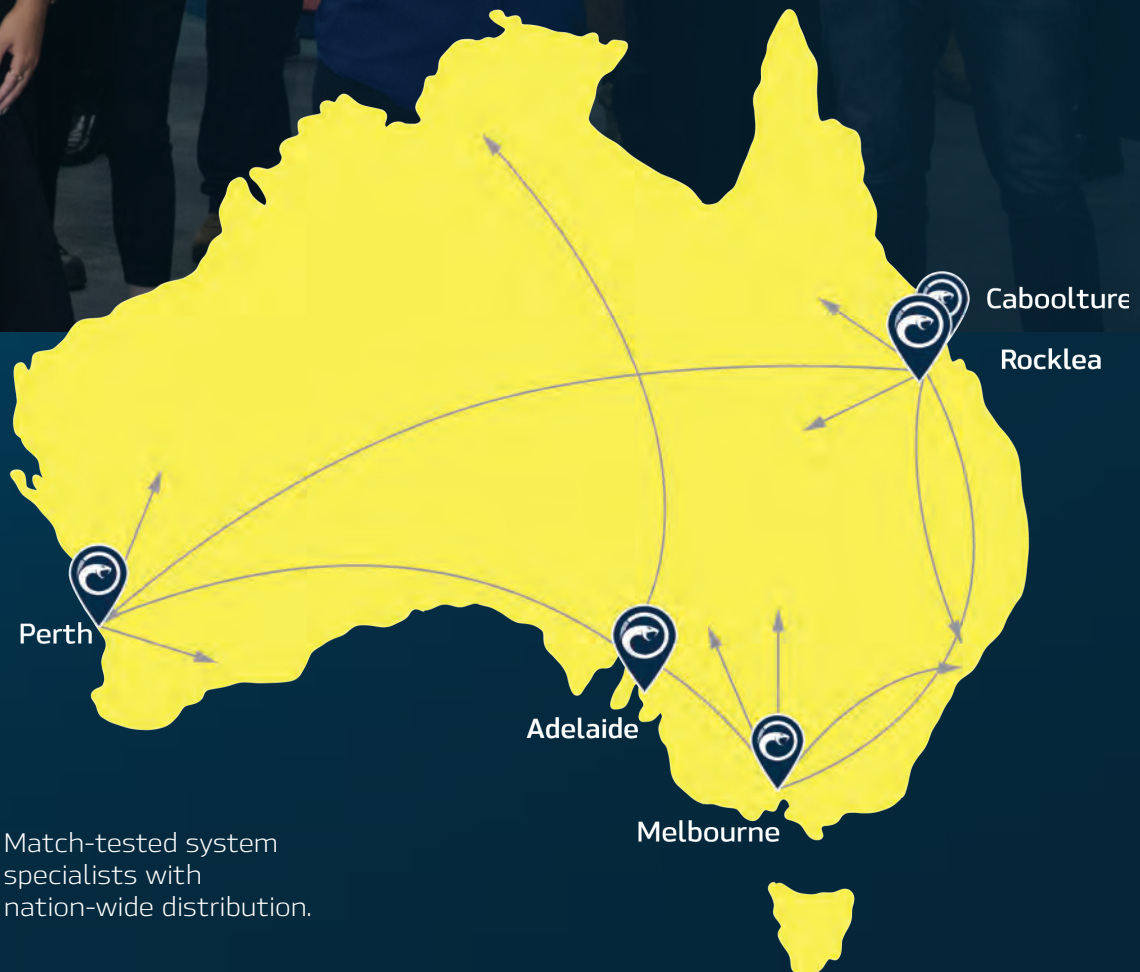 Caboolture
Rocklea
Perth
Adelaide
Melbourne
Match-tested system
specialists with
nation-wide distribution.